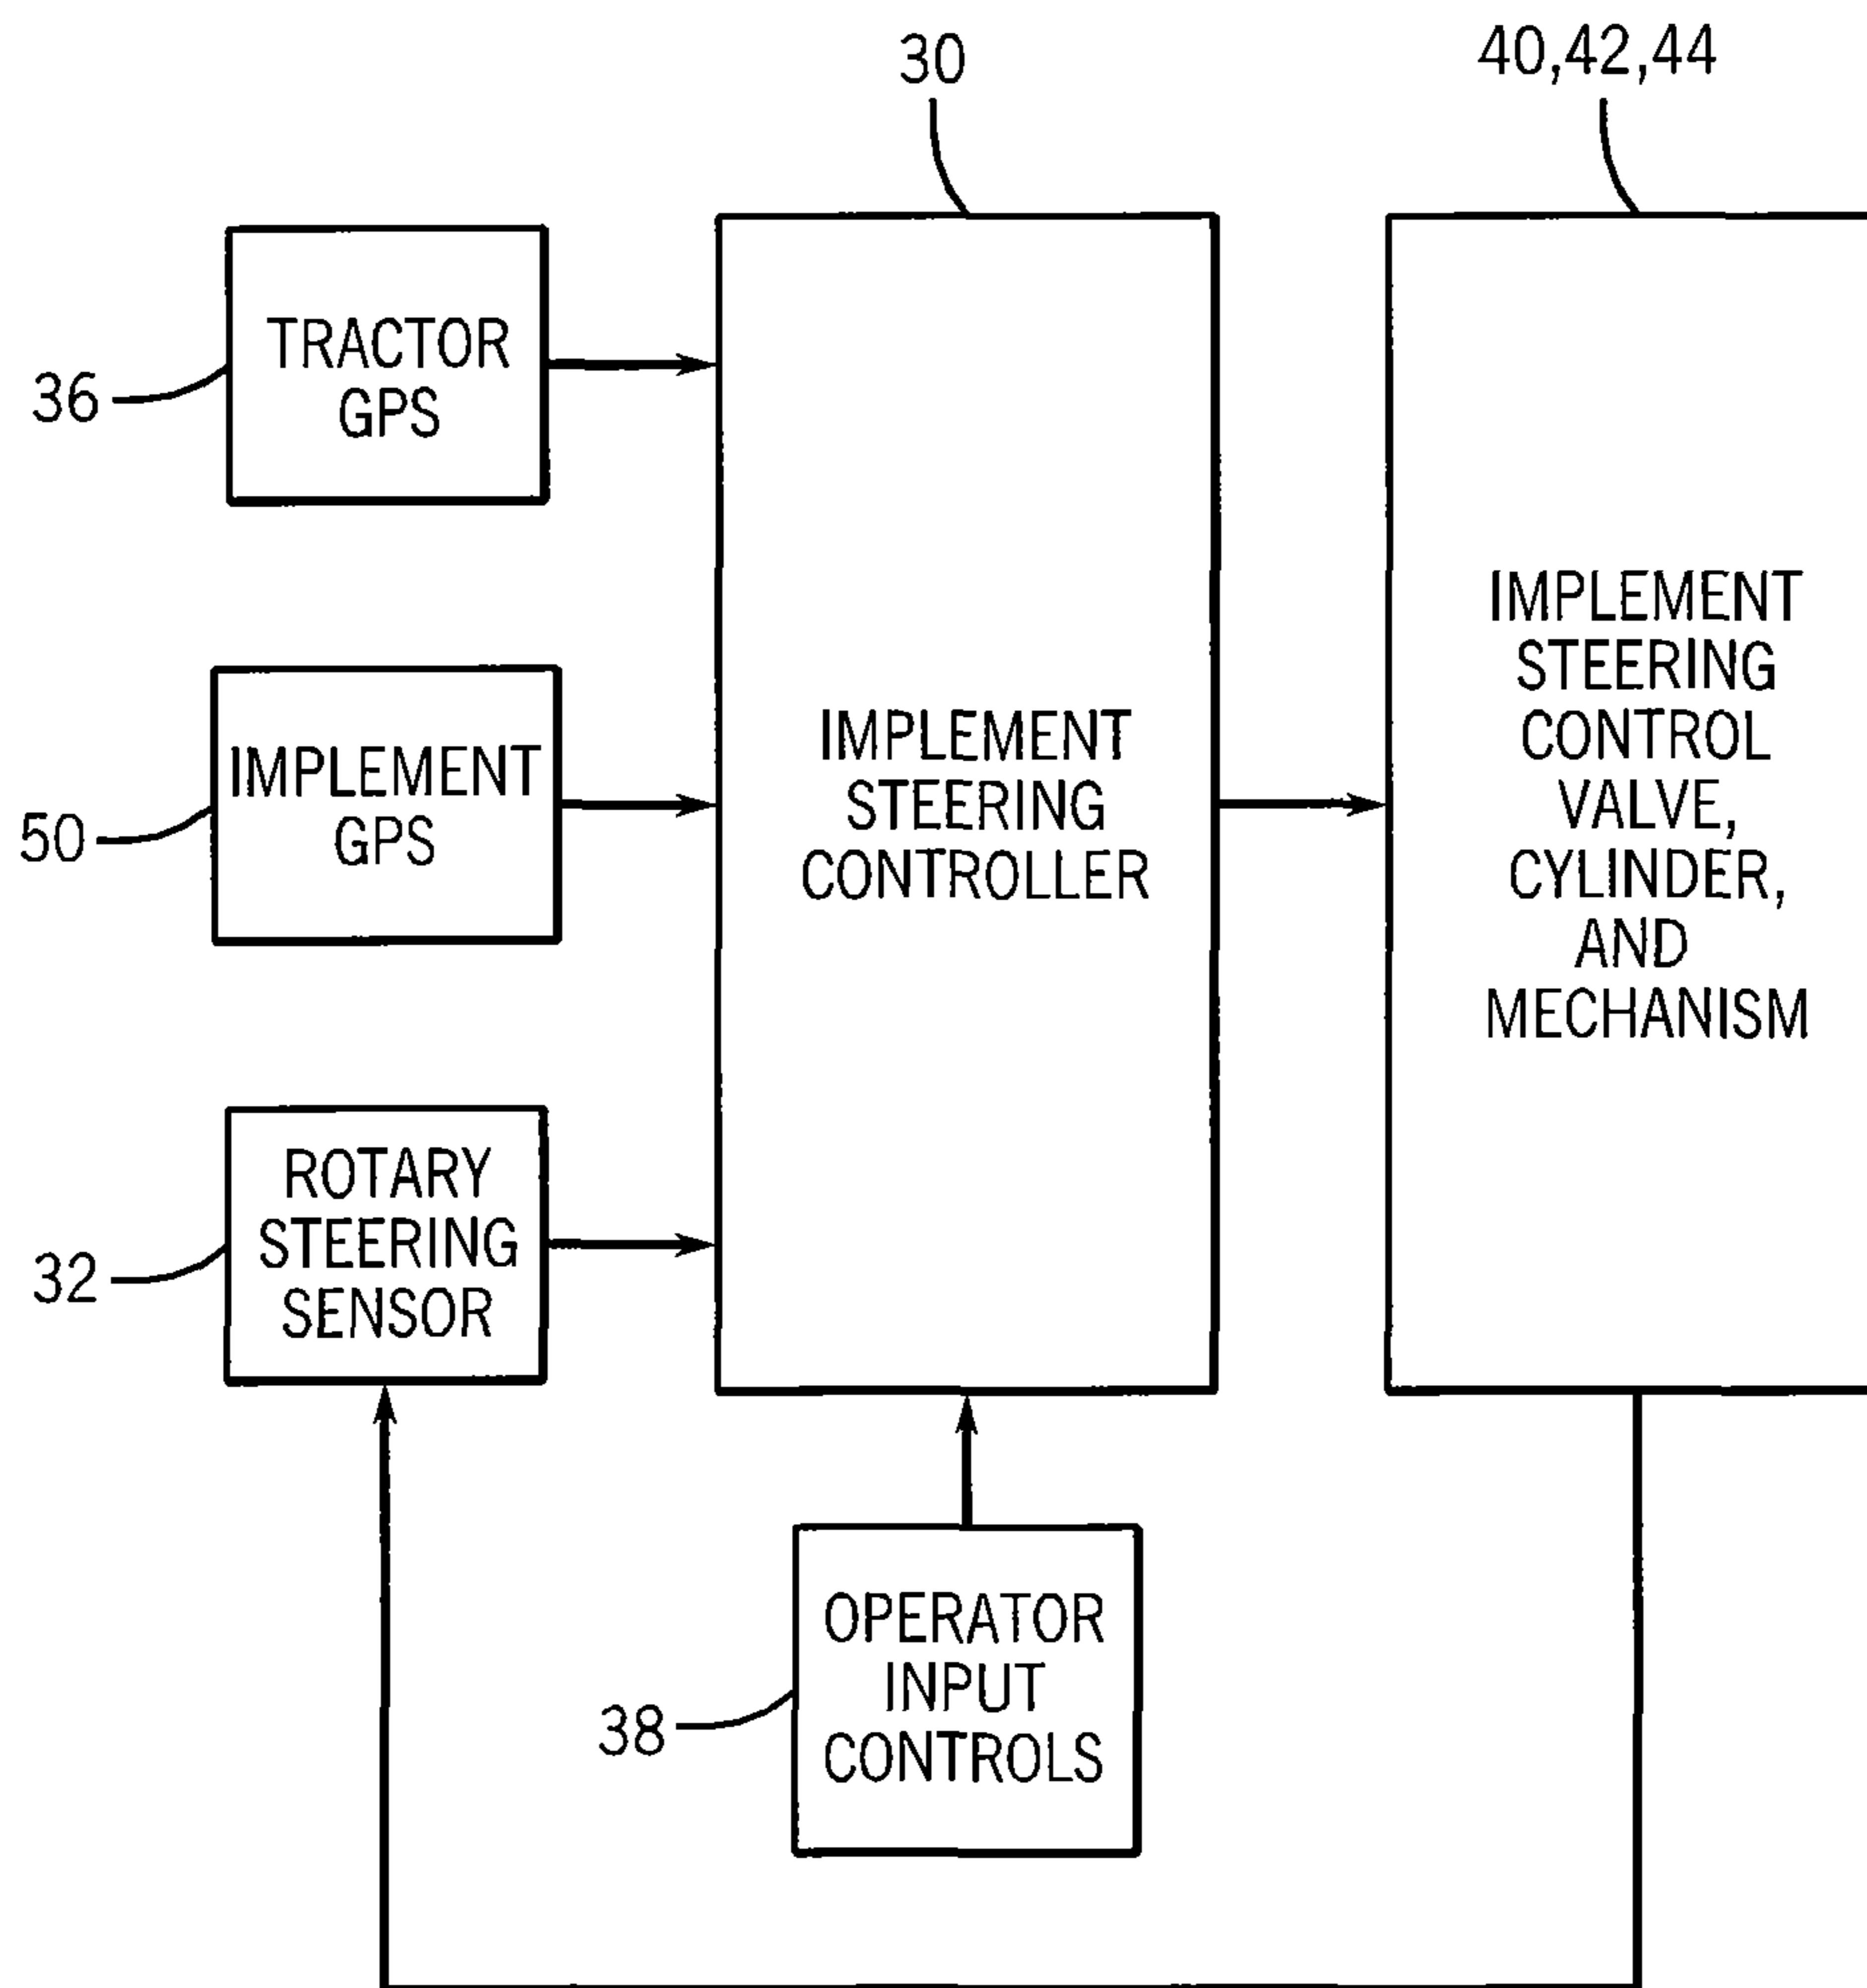 30
40,42,44
TRACTOR
GPS
36
IMPLEMENT
GPS
50
ROTARY
STEERING
SENSOR
32
IMPLEMENT
STEERING
CONTROLLER
IMPLEMENT
STEERING
CONTROL
VALVE,
CYLINDER,
AND
MECHANISM
OPERATOR
INPUT
CONTROLS
38